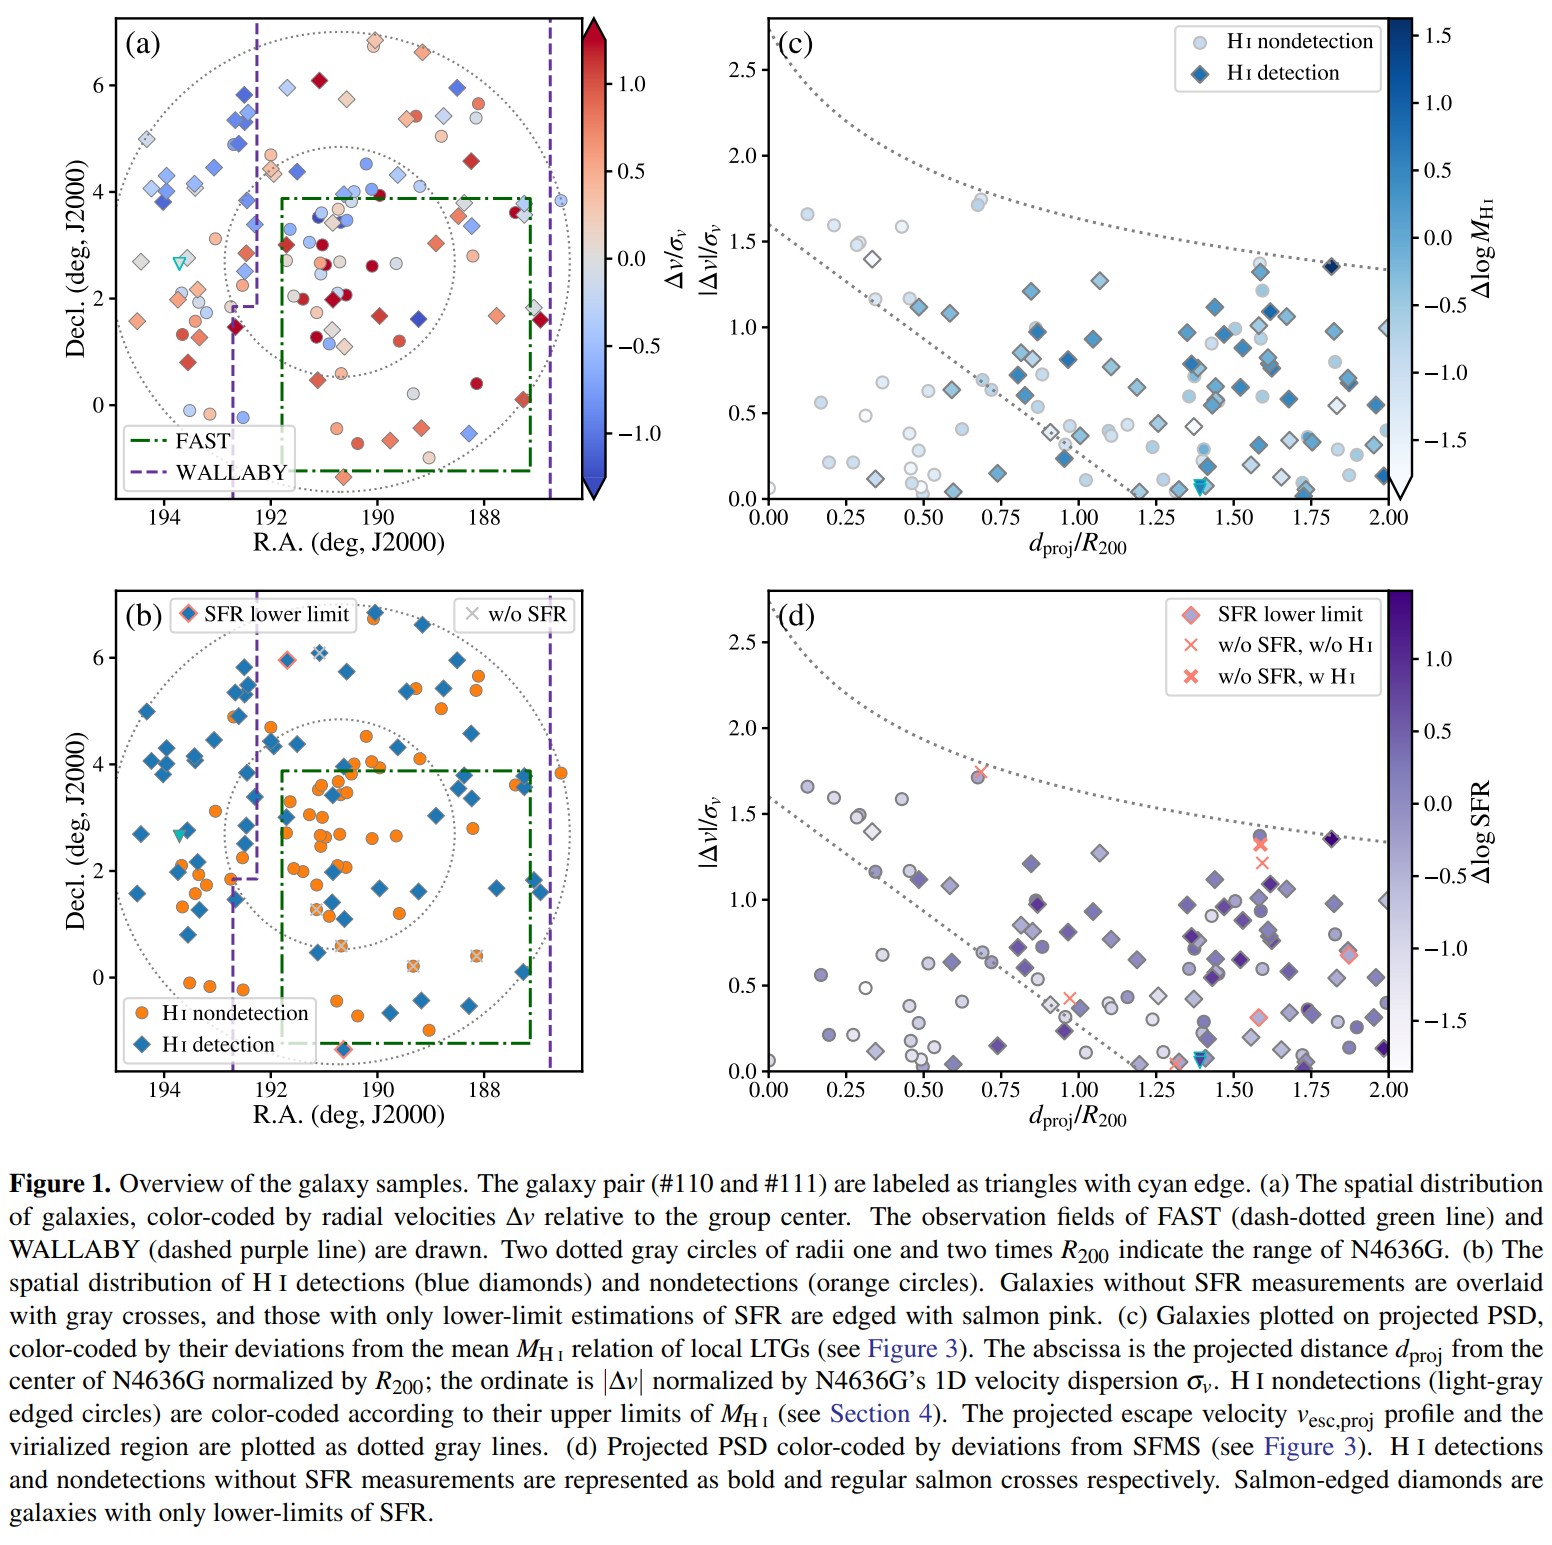 (a)
6
4
2
0
Decl. (deg, J2000)
194
192
190
188
R.A. (deg, J2000)
FAST
WALLABY
1.0
0.5
0.0
−0.5
−1.0
Δv/σv
(c)
H I nondetection
H I detection
2.5
2.0
1.5
1.0
0.5
0.0
|Δv|/σv
0.00
0.25
0.50
0.75
1.00
1.25
1.50
1.75
2.00
dproj/R200
1.5
1.0
0.5
0.0
−0.5
−1.0
−1.5
Δlog MH I
(b)
SFR lower limit
w/o SFR
6
4
2
0
Decl. (deg, J2000)
H I nondetection
H I detection
194
192
190
188
R.A. (deg, J2000)
(d)
SFR lower limit
w/o SFR, w/o H I
w/o SFR, w H I
2.5
2.0
1.5
1.0
0.5
0.0
|Δv|/σv
0.00
0.25
0.50
0.75
1.00
1.25
1.50
1.75
2.00
dproj/R200
1.0
0.5
0.0
−0.5
−1.0
−1.5
Δlog SFR
Figure 1. Overview of the galaxy samples. The galaxy pair (#110 and #111) are labeled as triangles with cyan edge. (a) The spatial distribution
of galaxies, color-coded by radial velocities Δv relative to the group center. The observation fields of FAST (dash-dotted green line) and
WALLABY (dashed purple line) are drawn. Two dotted gray circles of radii one and two times R200 indicate the range of N4636G. (b) The
spatial distribution of H I detections (blue diamonds) and nondetections (orange circles). Galaxies without SFR measurements are overlaid
with gray crosses, and those with only lower-limit estimations of SFR are edged with salmon pink. (c) Galaxies plotted on projected PSD,
color-coded by their deviations from the mean MH I relation of local LTGs (see Figure 3). The abscissa is the projected distance dproj from the
center of N4636G normalized by R200; the ordinate is |Δv| normalized by N4636G's 1D velocity dispersion σv. H I nondetections (light-gray
edged circles) are color-coded according to their upper limits of MH I (see Section 4). The projected escape velocity vesc,proj profile and the
virialized region are plotted as dotted gray lines. (d) Projected PSD color-coded by deviations from SFMS (see Figure 3). H I detections
and nondetections without SFR measurements are represented as bold and regular salmon crosses respectively. Salmon-edged diamonds are
galaxies with only lower-limits of SFR.